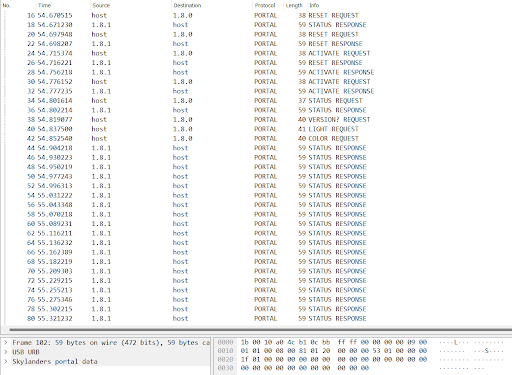 No. Time Source Destination Protocol Length Info
16 54.670515 host 1.8.0 PORTAL 38 RESET REQUEST
18 54.671230 1.8.1 host PORTAL 59 STATUS RESPONSE
20 54.697948 host 1.8.0 PORTAL 38 RESET REQUEST
22 54.698207 1.8.1 host PORTAL 59 RESET RESPONSE
24 54.715374 host 1.8.0 PORTAL 38 ACTIVATE REQUEST
26 54.716221 1.8.1 host PORTAL 59 RESET RESPONSE
28 54.756218 1.8.1 host PORTAL 59 ACTIVATE RESPONSE
30 54.776152 host 1.8.0 PORTAL 38 ACTIVATE REQUEST
32 54.777235 1.8.1 host PORTAL 59 ACTIVATE RESPONSE
34 54.801614 host 1.8.0 PORTAL 37 STATUS REQUEST
36 54.802214 1.8.1 host PORTAL 59 STATUS RESPONSE
38 54.819077 host 1.8.0 PORTAL 40 VERSION? REQUEST
40 54.837500 host 1.8.0 PORTAL 41 LIGHT REQUEST
42 54.852540 host 1.8.0 PORTAL 40 COLOR REQUEST
44 54.904218 1.8.1 host PORTAL 59 STATUS RESPONSE
46 54.930223 1.8.1 host PORTAL 59 STATUS RESPONSE
48 54.950219 1.8.1 host PORTAL 59 STATUS RESPONSE
50 54.977243 1.8.1 host PORTAL 59 STATUS RESPONSE
52 54.996313 1.8.1 host PORTAL 59 STATUS RESPONSE
54 55.031222 1.8.1 host PORTAL 59 STATUS RESPONSE
56 55.043348 1.8.1 host PORTAL 59 STATUS RESPONSE
58 55.070218 1.8.1 host PORTAL 59 STATUS RESPONSE
60 55.089231 1.8.1 host PORTAL 59 STATUS RESPONSE
62 55.116211 1.8.1 host PORTAL 59 STATUS RESPONSE
64 55.136232 1.8.1 host PORTAL 59 STATUS RESPONSE
66 55.162389 1.8.1 host PORTAL 59 STATUS RESPONSE
68 55.182219 1.8.1 host PORTAL 59 STATUS RESPONSE
70 55.209303 1.8.1 host PORTAL 59 STATUS RESPONSE
72 55.229215 1.8.1 host PORTAL 59 STATUS RESPONSE
74 55.255213 1.8.1 host PORTAL 59 STATUS RESPONSE
76 55.275346 1.8.1 host PORTAL 59 STATUS RESPONSE
78 55.302215 1.8.1 host PORTAL 59 STATUS RESPONSE
80 55.321232 1.8.1 host PORTAL 59 STATUS RESPONSE
> Frame 102: 59 bytes on wire (472 bits), 59 bytes ca
> USB URB
> Skylanders portal data
0000 1b 00 10 a0 4c b1 0c bb ff ff 00 00 00 00 09 00 ····L··· ········
0010 01 01 00 08 00 81 01 20 00 00 00 53 01 00 00 00 ······· ···S····
0020 1f 01 00 00 00 00 00 00 00 00 00 00 00 00 00 00 ········ ········
0030 00 00 00 00 00 00 00 00 00 00 00 ········ ···